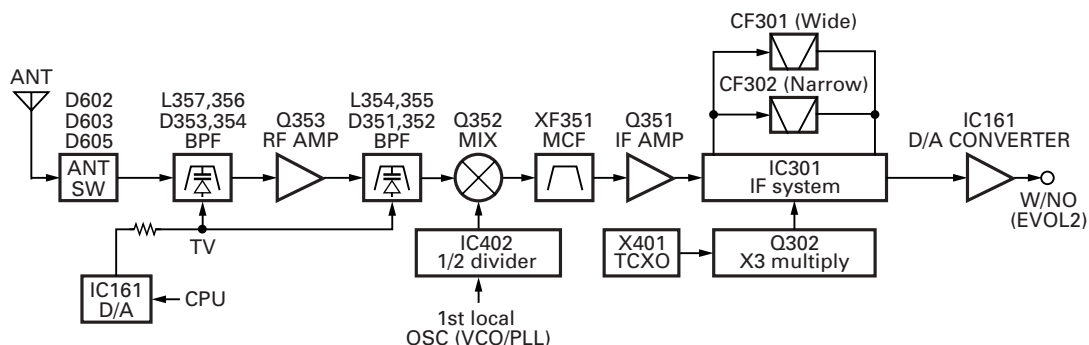 CF301 (Wide)
CF302 (Narrow)
ANT
D602
D603
D605
ANT
SW
L357,356
D353,354
BPF
Q353
RF AMP
L354,355
D351,352
BPF
Q352
MIX
XF351
MCF
Q351
IF AMP
IC301
IF system
IC161
D/A CONVERTER
W/NO
(EVOL2)
TV
IC161
D/A
CPU
IC402
1/2 divider
1st local
OSC (VCO/PLL)
X401
TCXO
Q302
X3 multiply